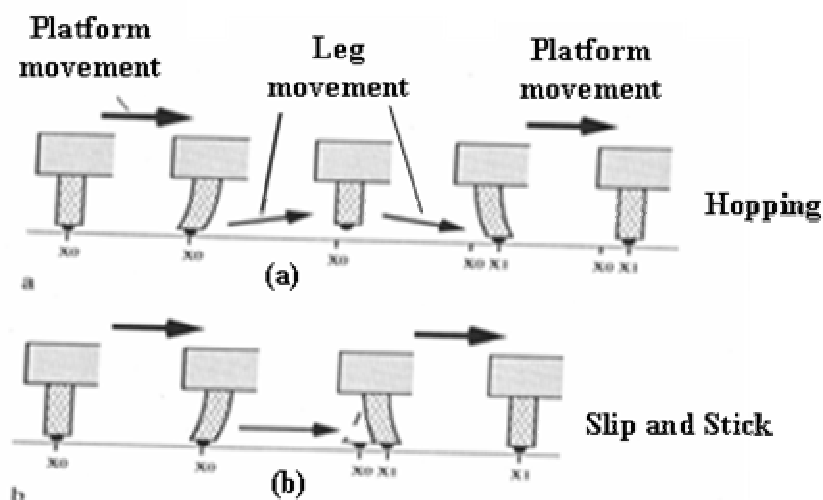 Platform
movement
Leg
movement
Platform
movement
Hopping
x0
x0
x0
x0 x1
x0 x1
a
(a)
Slip and Stick
x0
x0
x0 x1
x1
b
(b)